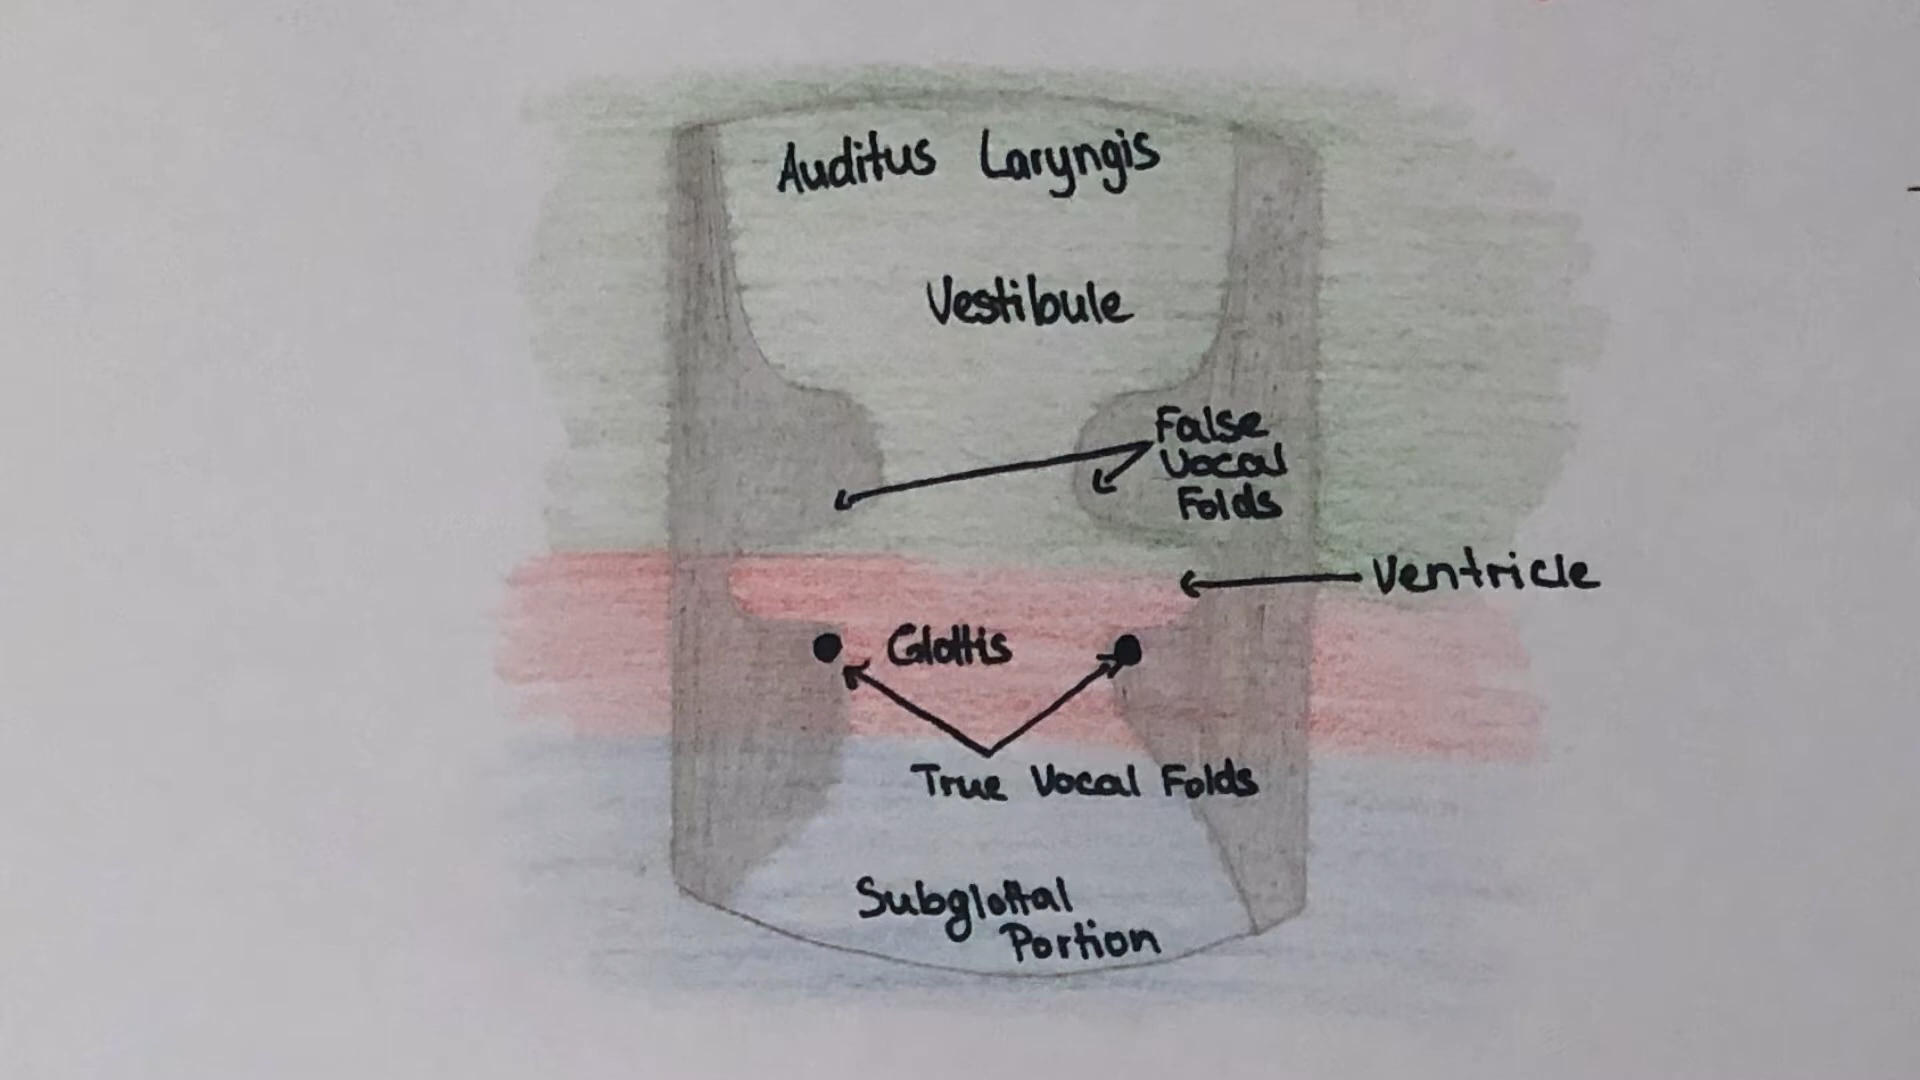 Auditus Laryngis
Vestibule
False
Vocal
Folds
Ventricle
Glottis
True Vocal Folds
Subglottal
Portion